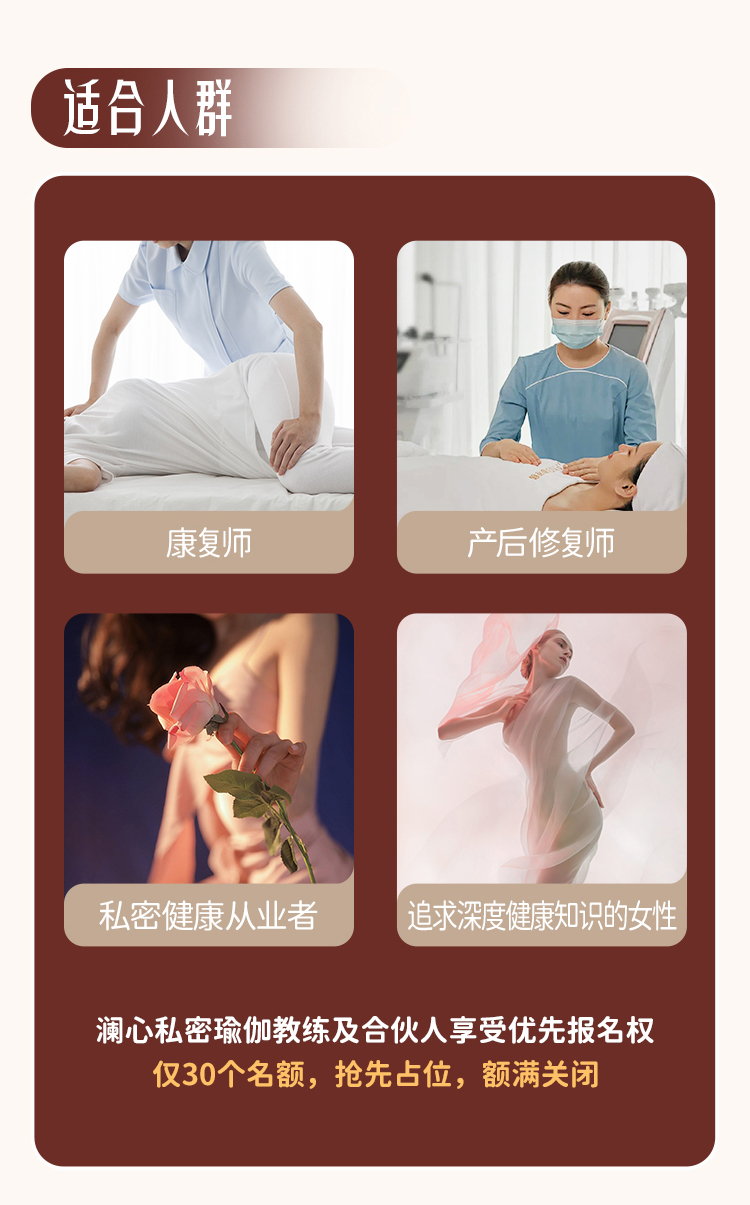 适合人群
康复师
产后修复师
私密健康从业者
追求深度健康知识的女性
澜心私密瑜伽教练及合伙人享受优先报名权
仅30个名额，抢先占位，额满关闭